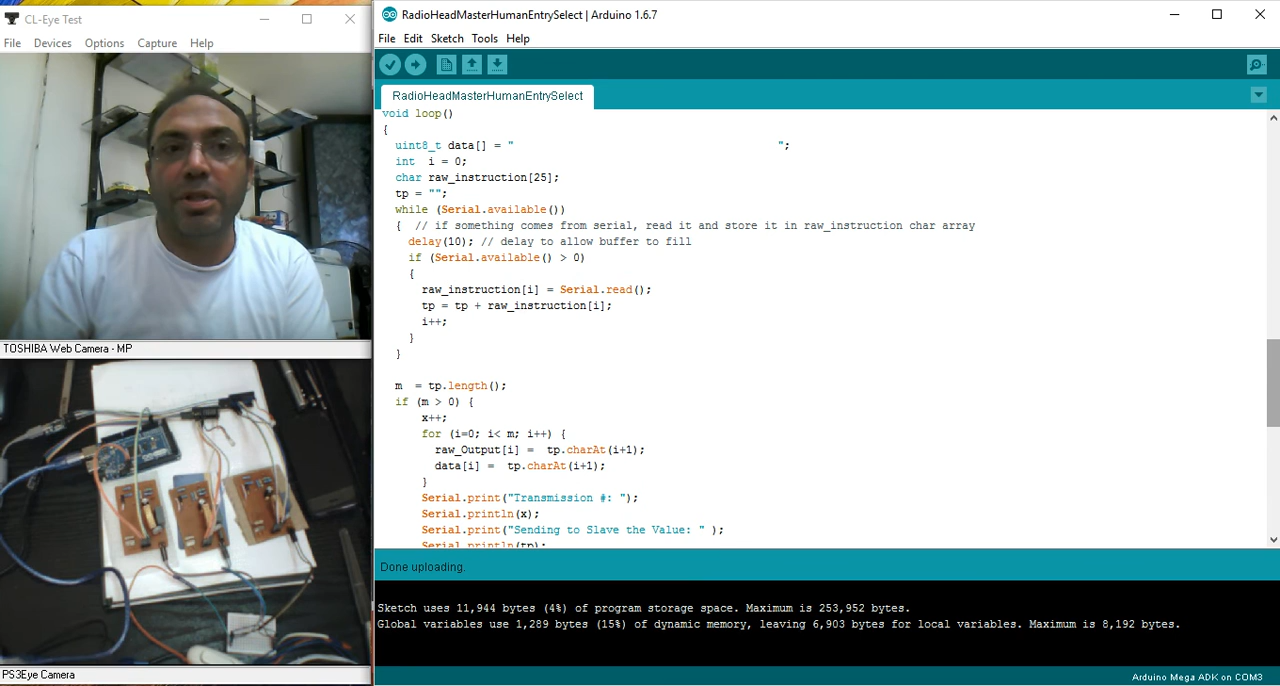 CL-Eye Test
File Devices Options Capture Help
TOSHIBA Web Camera - MP
PS3Eye Camera
RadioHeadMasterHumanEntrySelect | Arduino 1.6.7
File Edit Sketch Tools Help
RadioHeadMasterHumanEntrySelect
void loop()
{
uint8_t data[] = " ";
int i = 0;
char raw_instruction[25];
tp = "";
while (Serial.available())
{ // if something comes from serial, read it and store it in raw_instruction char array
delay(10); // delay to allow buffer to fill
if (Serial.available() > 0)
{
raw_instruction[i] = Serial.read();
tp = tp + raw_instruction[i];
i++;
}
}
m = tp.length();
if (m > 0) {
x++;
for (i=0; i< m; i++) {
raw_Output[i] = tp.charAt(i+1);
data[i] = tp.charAt(i+1);
}
Serial.print("Transmission #: ");
Serial.println(x);
Serial.print("Sending to Slave the Value: " );
Serial.println(tp);
Done uploading.
Sketch uses 11,944 bytes (4%) of program storage space. Maximum is 253,952 bytes.
Global variables use 1,289 bytes (15%) of dynamic memory, leaving 6,903 bytes for local variables. Maximum is 8,192 bytes.
Arduino Mega ADK on COM3